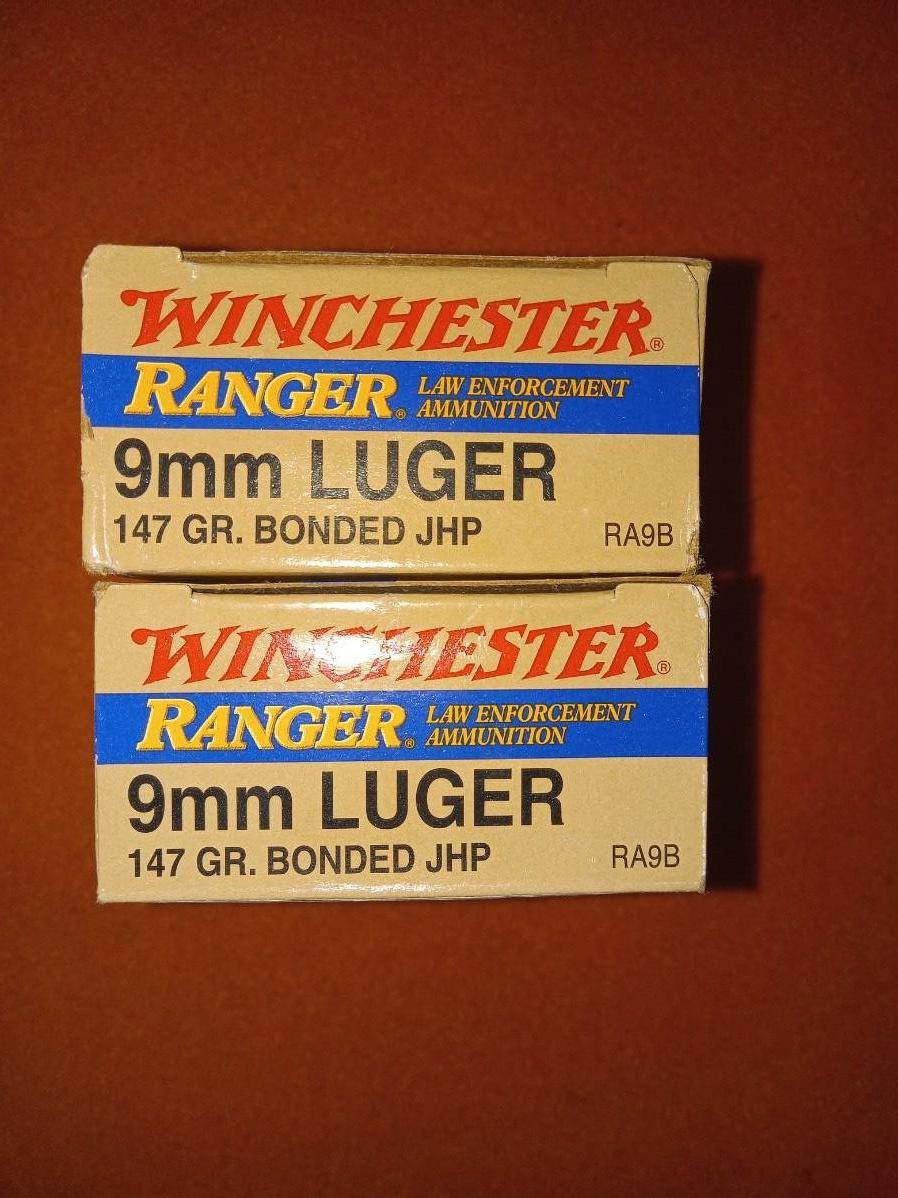 WINCHESTER®
RANGER® LAW ENFORCEMENT
AMMUNITION
9mm LUGER
147 GR. BONDED JHP RA9B
WINCHESTER®
RANGER® LAW ENFORCEMENT
AMMUNITION
9mm LUGER
147 GR. BONDED JHP RA9B